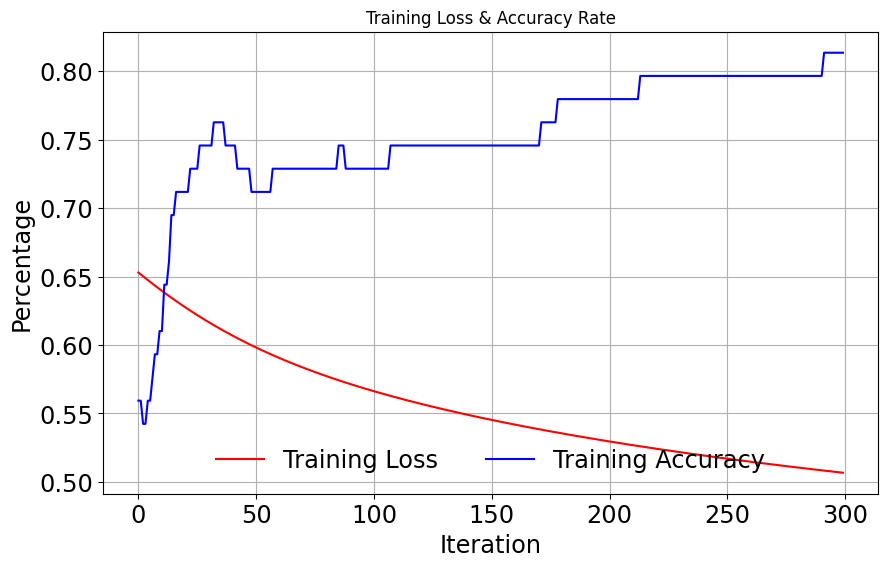 Training Loss & Accuracy Rate
Percentage
0.80
0.75
0.70
0.65
0.60
0.55
0.50
Training Loss
Training Accuracy
0
50
100
150
200
250
300
Iteration